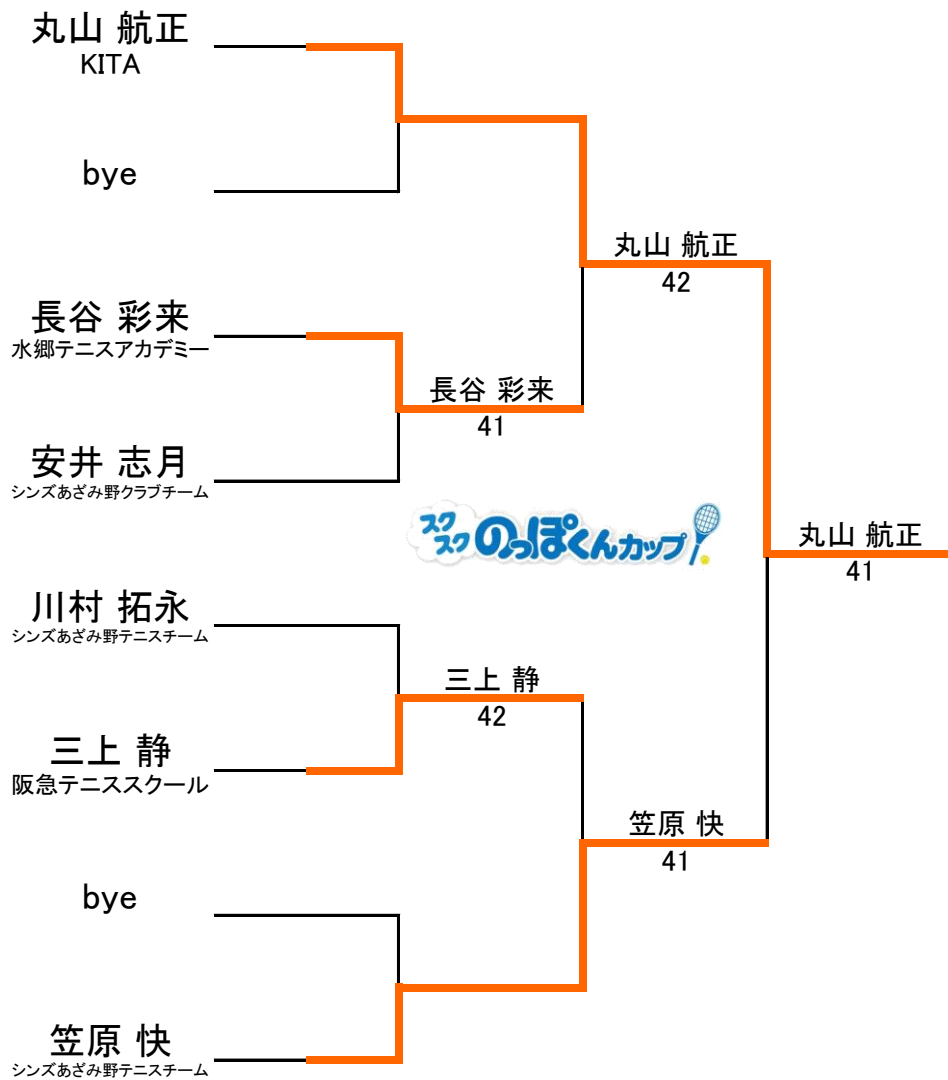 丸山 航正
KITA
bye
丸山 航正
42
長谷 彩来
水郷テニスアカデミー
長谷 彩来
41
安井 志月
シンズあざみ野クラブチーム
スクスク のっぽくんカップ
丸山 航正
41
川村 拓永
シンズあざみ野テニスチーム
三上 静
42
三上 静
阪急テニススクール
笠原 快
41
bye
笠原 快
シンズあざみ野テニスチーム